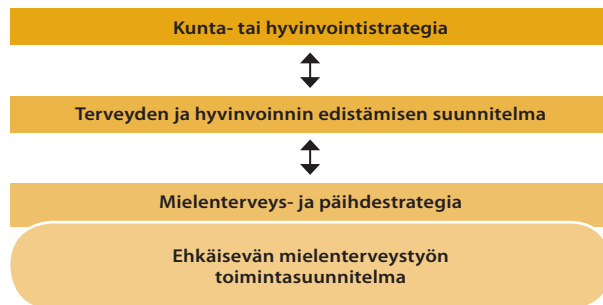 Kunta- tai hyvinvointistrategia
Terveyden ja hyvinvoinnin edistämisen suunnitelma
Mielenterveys- ja päihdestrategia
Ehkäisevän mielenterveystyön
toimintasuunnitelma